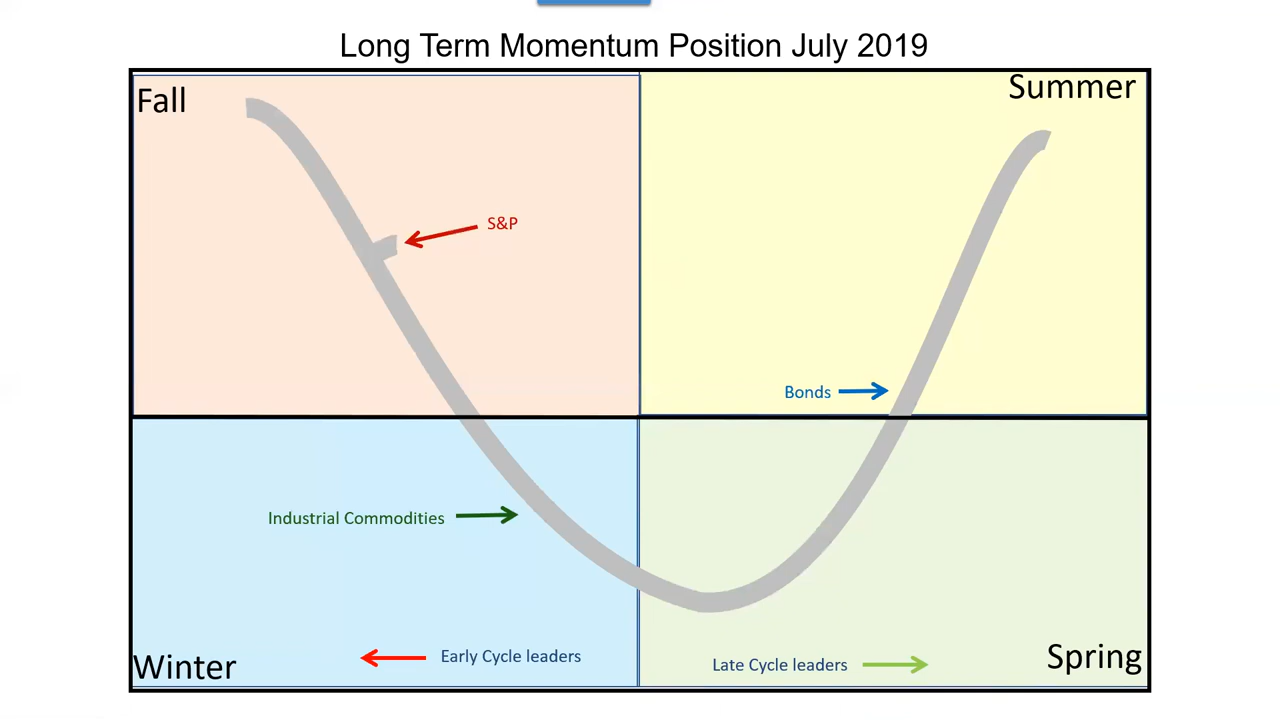 Long Term Momentum Position July 2019
Fall
Summer
S&P
Bonds
Industrial Commodities
Early Cycle leaders
Late Cycle leaders
Winter
Spring